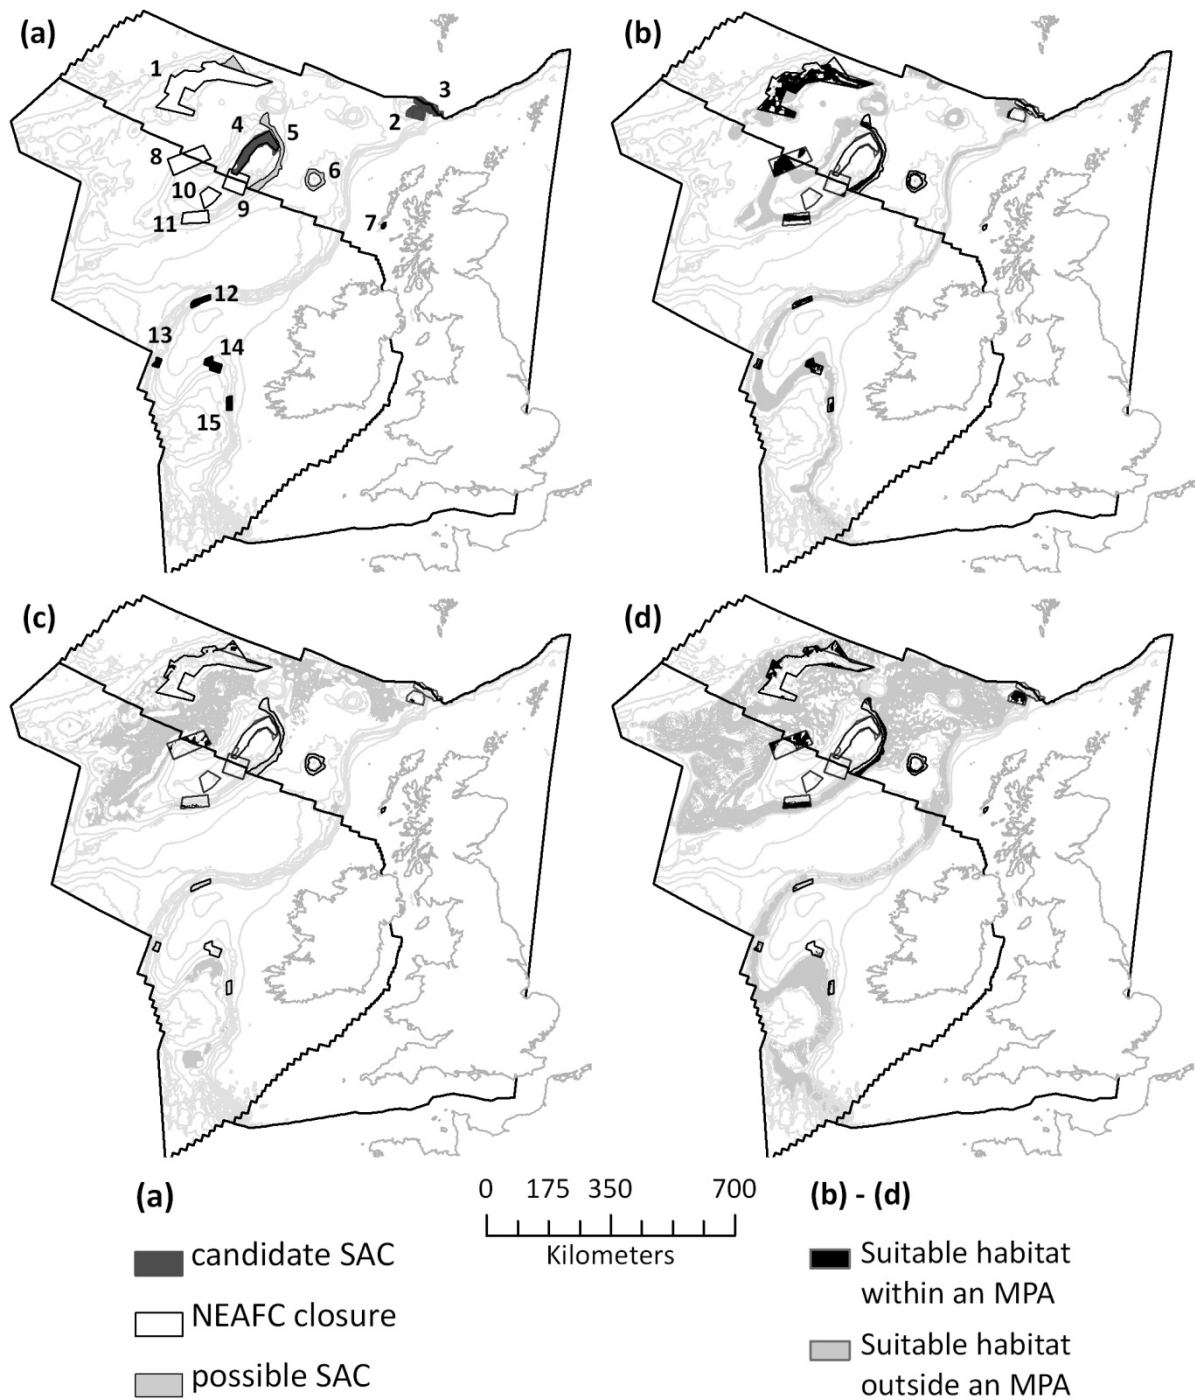 (a)
1
2
3
4
5
6
7
8
9
10
11
12
13
14
15
(b)
(c)
(d)
(a)
candidate SAC
NEAFC closure
possible SAC
0 175 350 700
Kilometers
(b) - (d)
Suitable habitat
within an MPA
Suitable habitat
outside an MPA